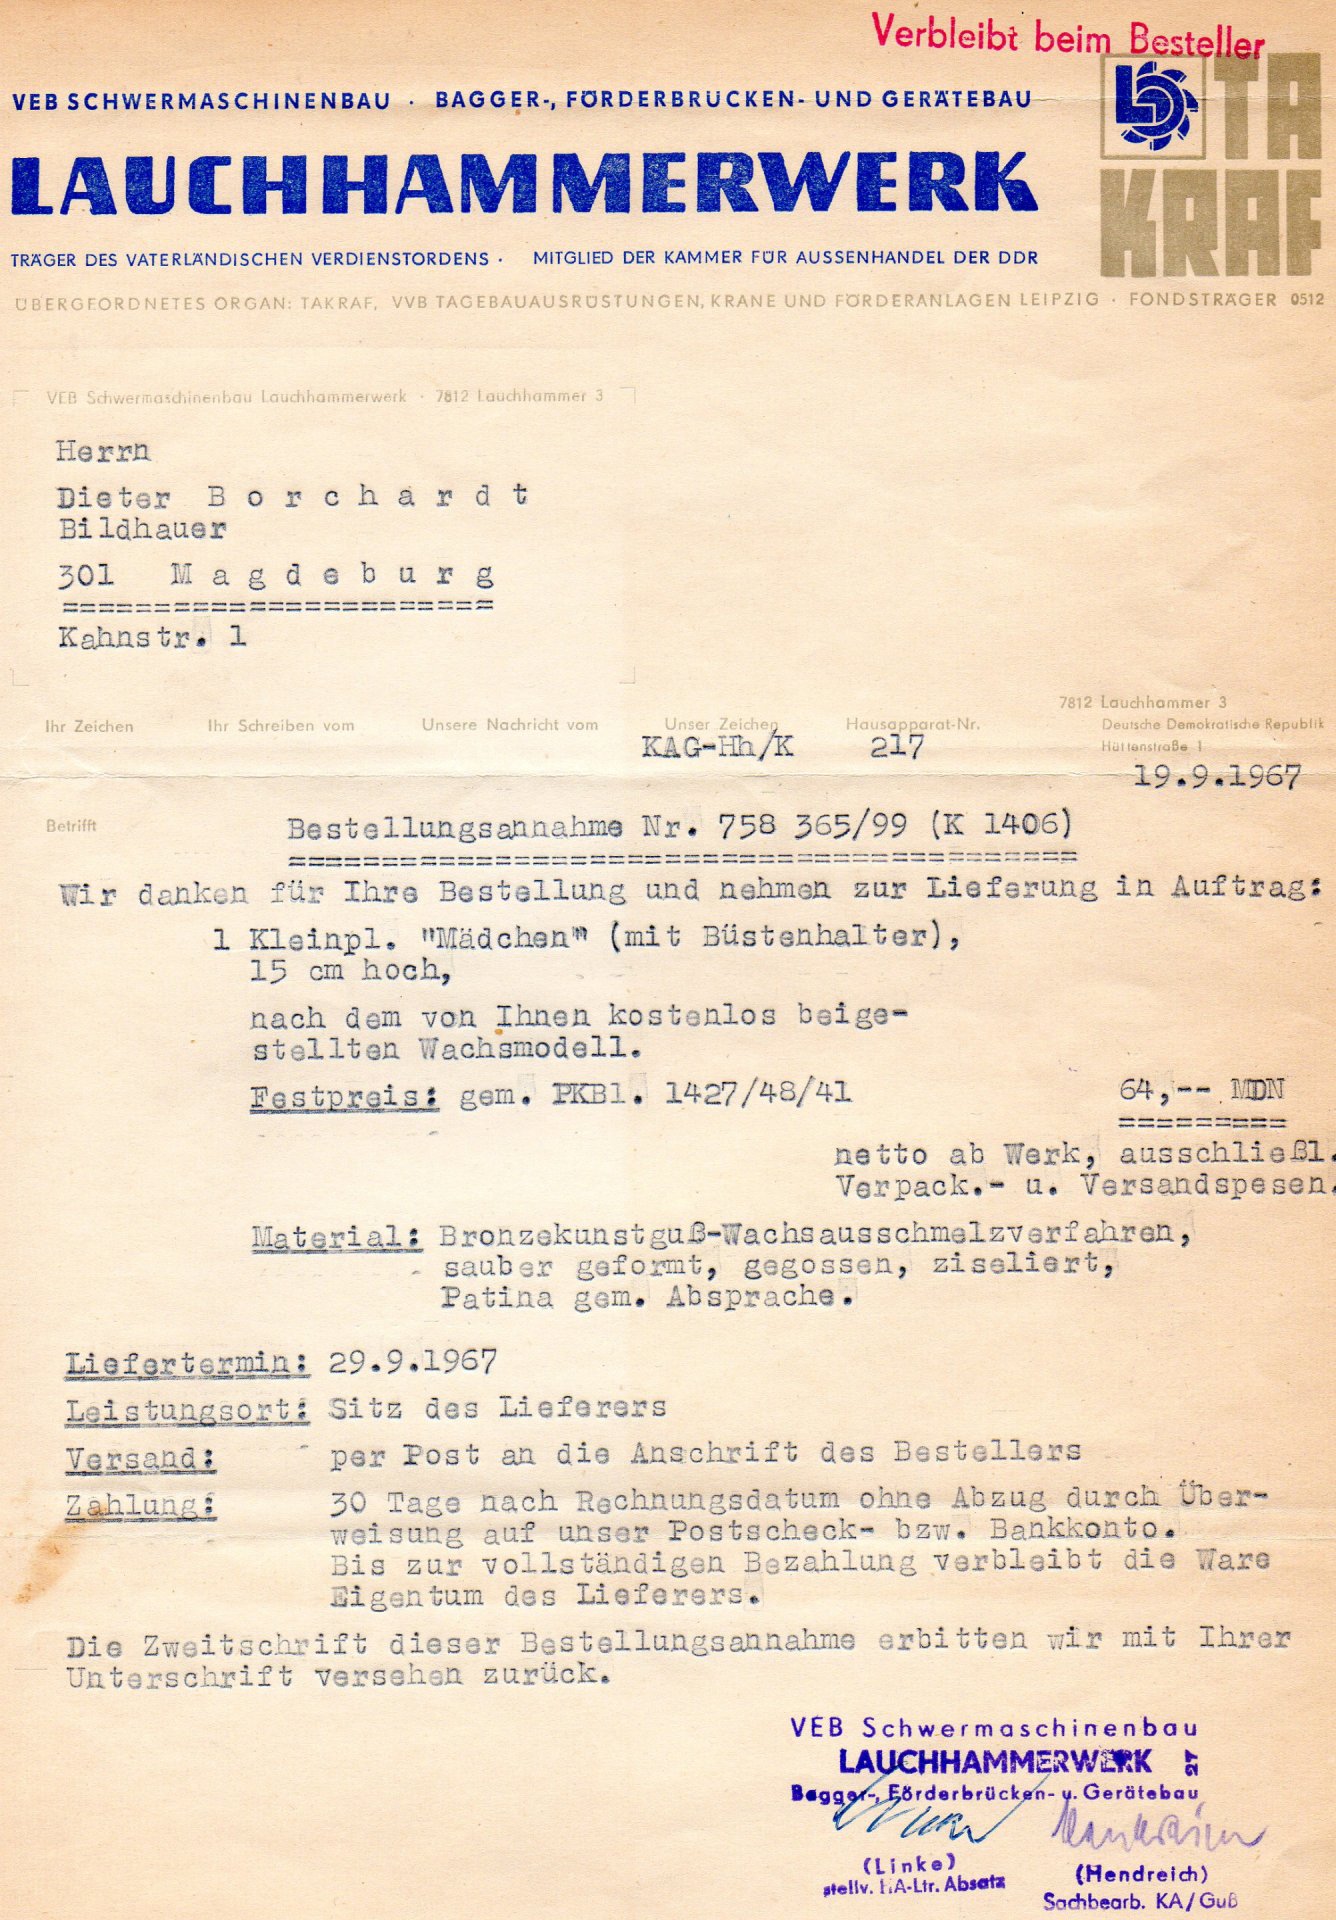 Verbleibt beim Besteller
VEB SCHWERMASCHINENBAU · BAGGER-, FÖRDERBRÜCKEN- UND GERÄTEBAU
TAKRAF
LAUCHHAMMERWERK
TRÄGER DES VATERLÄNDISCHEN VERDIENSTORDENS · MITGLIED DER KAMMER FÜR AUSSENHANDEL DER DDR
ÜBERGEORDNETES ORGAN: TAKRAF, VVB TAGEBAUAUSRÜSTUNGEN, KRANE UND FÖRDERANLAGEN LEIPZIG · FONDSTRÄGER 0512
VEB Schwermaschinenbau Lauchhammerwerk · 7812 Lauchhammer 3
Herrn
Dieter B o r c h a r d t
Bildhauer
301 M a g d e b u r g
========================
Kahnstr. 1
7812 Lauchhammer 3
Ihr Zeichen Ihr Schreiben vom Unsere Nachricht vom Unser Zeichen Hausapparat-Nr. Deutsche Demokratische Republik
KAG-Hh/K 217 Hüttenstraße 1
19.9.1967
Betrifft Bestellungsannahme Nr. 758 365/99 (K 1406)
==========================================
Wir danken für Ihre Bestellung und nehmen zur Lieferung in Auftrag:
1 Kleinpl. "Mädchen" (mit Büstenhalter),
15 cm hoch,
nach dem von Ihnen kostenlos beige-
stellten Wachsmodell.
Festpreis: gem. PKBl. 1427/48/41 64,-- MDN
=========
netto ab Werk, ausschließl.
Verpack.- u. Versandspesen.
Material: Bronzekunstguß-Wachsausschmelzverfahren,
sauber geformt, gegossen, ziseliert,
Patina gem. Absprache.
Liefertermin: 29.9.1967
Leistungsort: Sitz des Lieferers
Versand: per Post an die Anschrift des Bestellers
Zahlung: 30 Tage nach Rechnungsdatum ohne Abzug durch Über-
weisung auf unser Postscheck- bzw. Bankkonto.
Bis zur vollständigen Bezahlung verbleibt die Ware
Eigentum des Lieferers.
Die Zweitschrift dieser Bestellungsannahme erbitten wir mit Ihrer
Unterschrift versehen zurück.
VEB Schwermaschinenbau
LAUCHHAMMERWERK 27
Bagger-, Förderbrücken- u. Gerätebau
(Linke) (Hendreich)
stellv. HA-Ltr. Absatz Sachbearb. KA/Guß